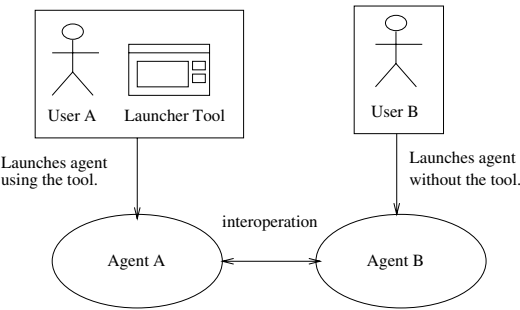 User A
Launcher Tool
User B
Launches agent
using the tool.
Launches agent
without the tool.
interoperation
Agent A
Agent B